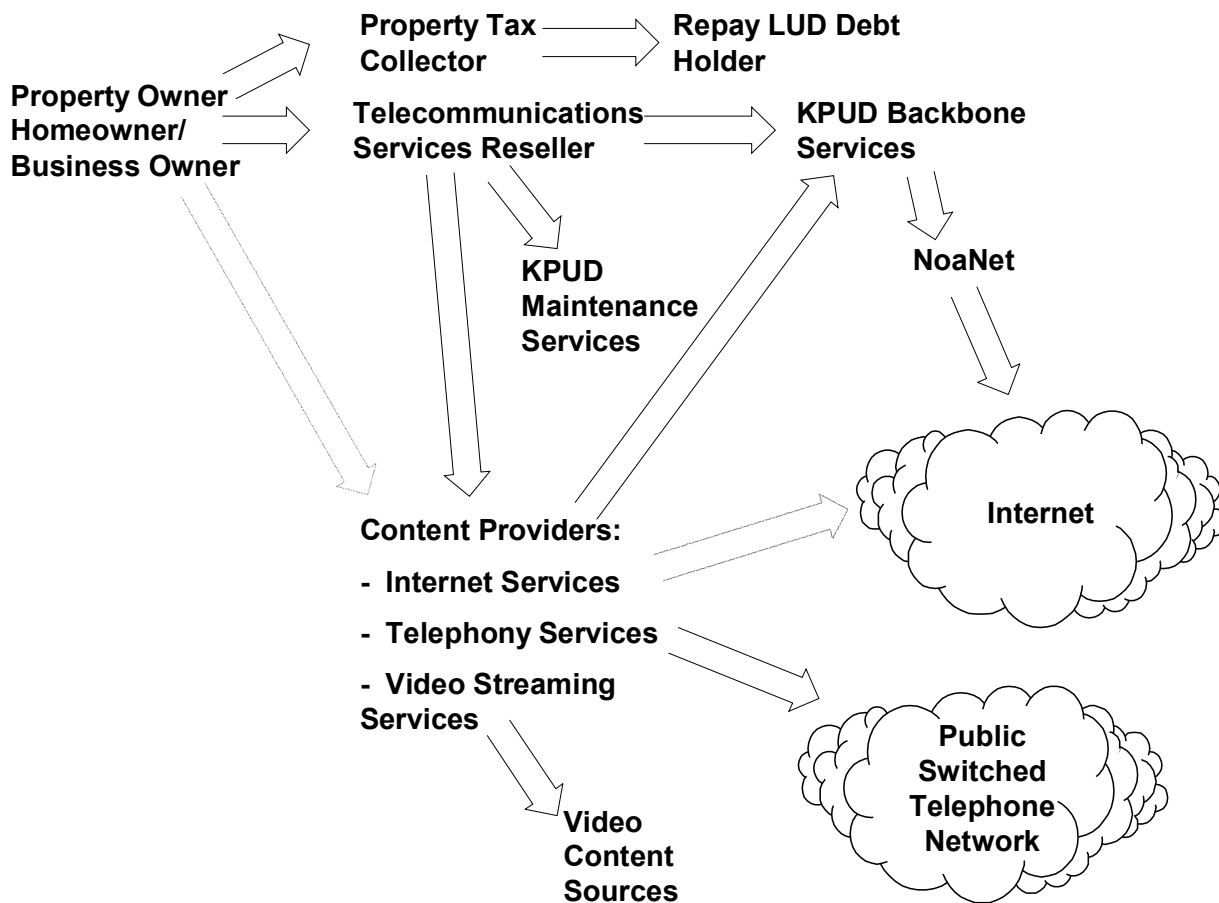 Property Tax
Collector
Repay LUD Debt
Holder
Property Owner
Homeowner/
Business Owner
Telecommunications
Services Reseller
KPUD Backbone
Services
NoaNet
KPUD
Maintenance
Services
Internet
Content Providers:
- Internet Services
- Telephony Services
- Video Streaming
Services
Public
Switched
Telephone
Network
Video
Content
Sources